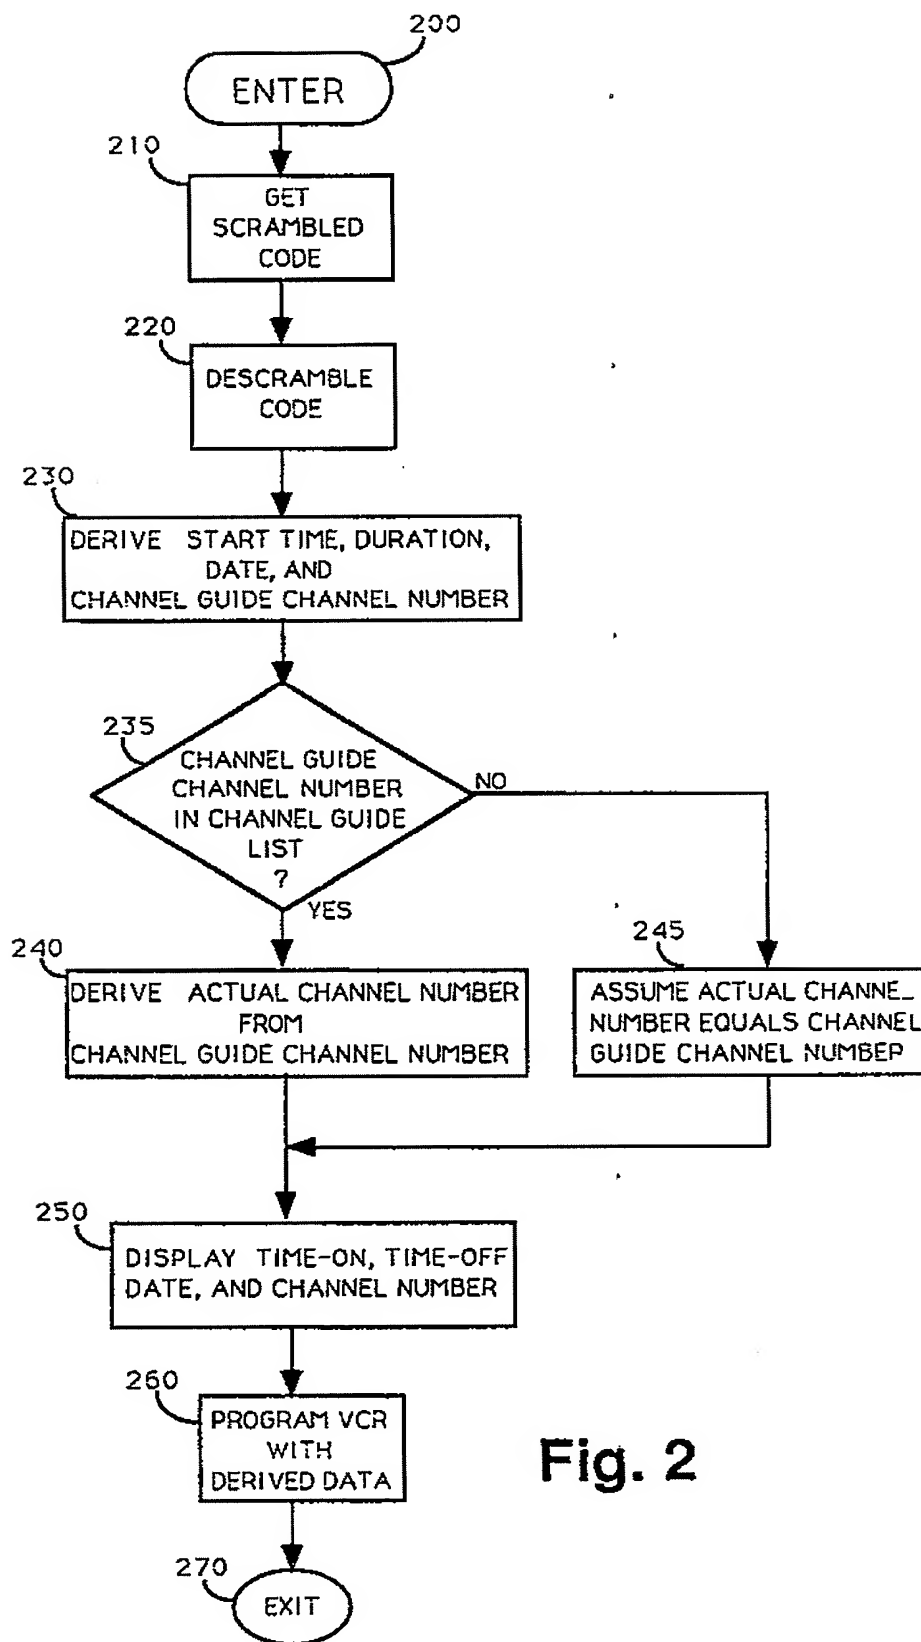 200
ENTER
210
GET
SCRAMBLED
CODE
220
DESCRAMBLE
CODE
230
DERIVE START TIME, DURATION,
DATE, AND
CHANNEL GUIDE CHANNEL NUMBER
235
CHANNEL GUIDE
CHANNEL NUMBER
IN CHANNEL GUIDE
LIST
?
NO
YES
240
DERIVE ACTUAL CHANNEL NUMBER
FROM
CHANNEL GUIDE CHANNEL NUMBER
245
ASSUME ACTUAL CHANNEL
NUMBER EQUALS CHANNEL
GUIDE CHANNEL NUMBER
250
DISPLAY TIME-ON, TIME-OFF
DATE, AND CHANNEL NUMBER
260
PROGRAM VCR
WITH
DERIVED DATA
Fig. 2
270
EXIT